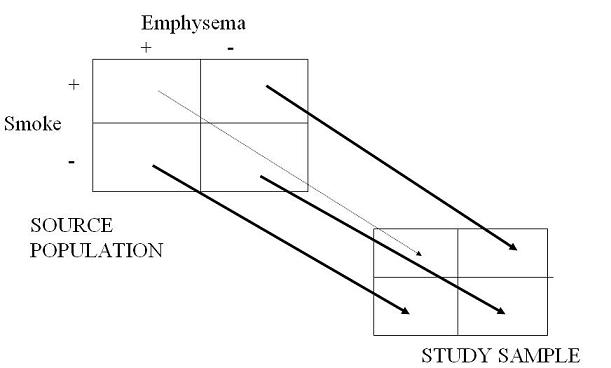 Emphysema
+ -
+
Smoke
-
SOURCE
POPULATION
STUDY SAMPLE